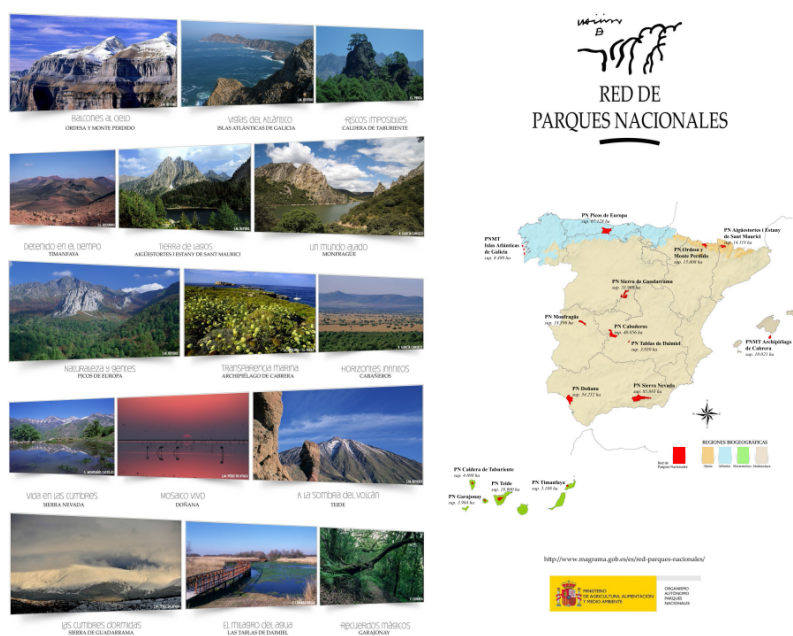 Balcones al cielo
ORDESA Y MONTE PERDIDO
Vigías del Atlántico
ISLAS ATLÁNTICAS DE GALICIA
Riscos imposibles
CALDERA DE TABURIENTE
Detenido en el tiempo
TIMANFAYA
Tierra de lagos
AIGÜESTORTES I ESTANY DE SANT MAURICI
Un mundo alado
MONFRAGÜE
Naturaleza y gentes
PICOS DE EUROPA
Transparencia marina
ARCHIPIÉLAGO DE CABRERA
Horizontes infinitos
CABAÑEROS
Vida en las cumbres
SIERRA NEVADA
Mosaico vivo
DOÑANA
A la sombra del volcán
TEIDE
Las cumbres dormidas
SIERRA DE GUADARRAMA
El milagro del agua
LAS TABLAS DE DAIMIEL
Recuerdos mágicos
GARAJONAY
RED DE
PARQUES NACIONALES
PN Picos de Europa
PNMT
Islas Atlánticas
de Galicia
PN Aigüestortes i Estany
de Sant Maurici
PN Ordesa y
Monte Perdido
PN Sierra de Guadarrama
PN Monfragüe
PN Cabañeros
PN Tablas de Daimiel
PNMT Archipiélago
de Cabrera
PN Doñana
PN Sierra Nevada
REGIONES BIOGEOGRÁFICAS
Red de
Parques Nacionales
PN Caldera de Taburiente
PN Teide
PN Timanfaya
PN Garajonay
http://www.magrama.gob.es/es/red-parques-nacionales/
MINISTERIO
DE AGRICULTURA, ALIMENTACIÓN
Y MEDIO AMBIENTE
ORGANISMO
AUTÓNOMO
PARQUES
NACIONALES